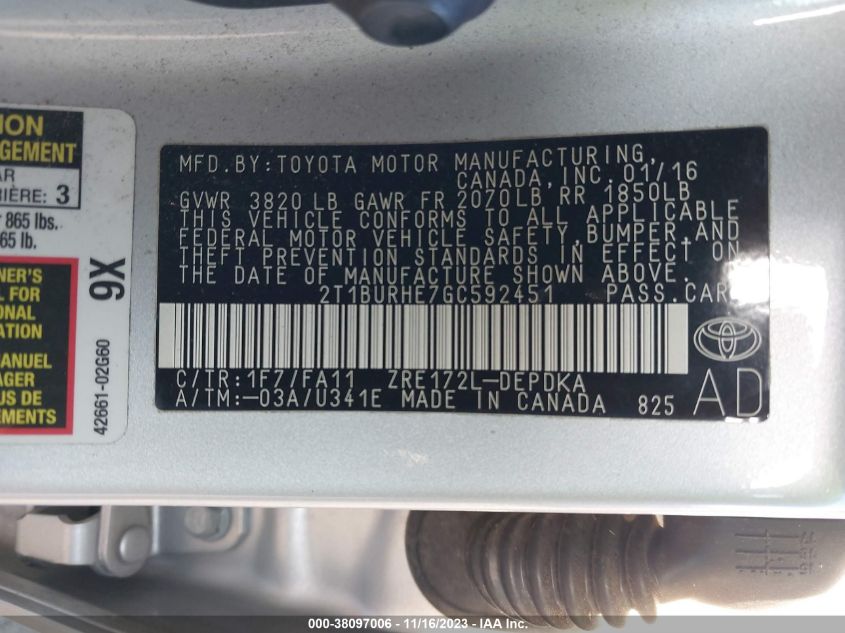 ION
GEMENT
AR
RIÈRE: 3
865 lbs.
65 lb.
NER'S
L FOR
ONAL
ATION
MANUEL
AGER
US DE
EMENTS
9X
42661-02G60
MFD.BY:TOYOTA MOTOR MANUFACTURING,
CANADA,INC.01/16
GVWR 3820 LB GAWR FR 2070LB RR 1850LB
THIS VEHICLE CONFORMS TO ALL APPLICABLE
FEDERAL MOTOR VEHICLE SAFETY,BUMPER,AND
THEFT PREVENTION STANDARDS IN EFFECT ON
THE DATE OF MANUFACTURE SHOWN ABOVE.
2T1BURHE7GC592451 PASS.CAR
C/TR:1F7/FA11 ZRE172L-DEPDKA
A/TM:-03A/U341E MADE IN CANADA 825
AD
000-38097006 - 11/16/2023 - IAA Inc.